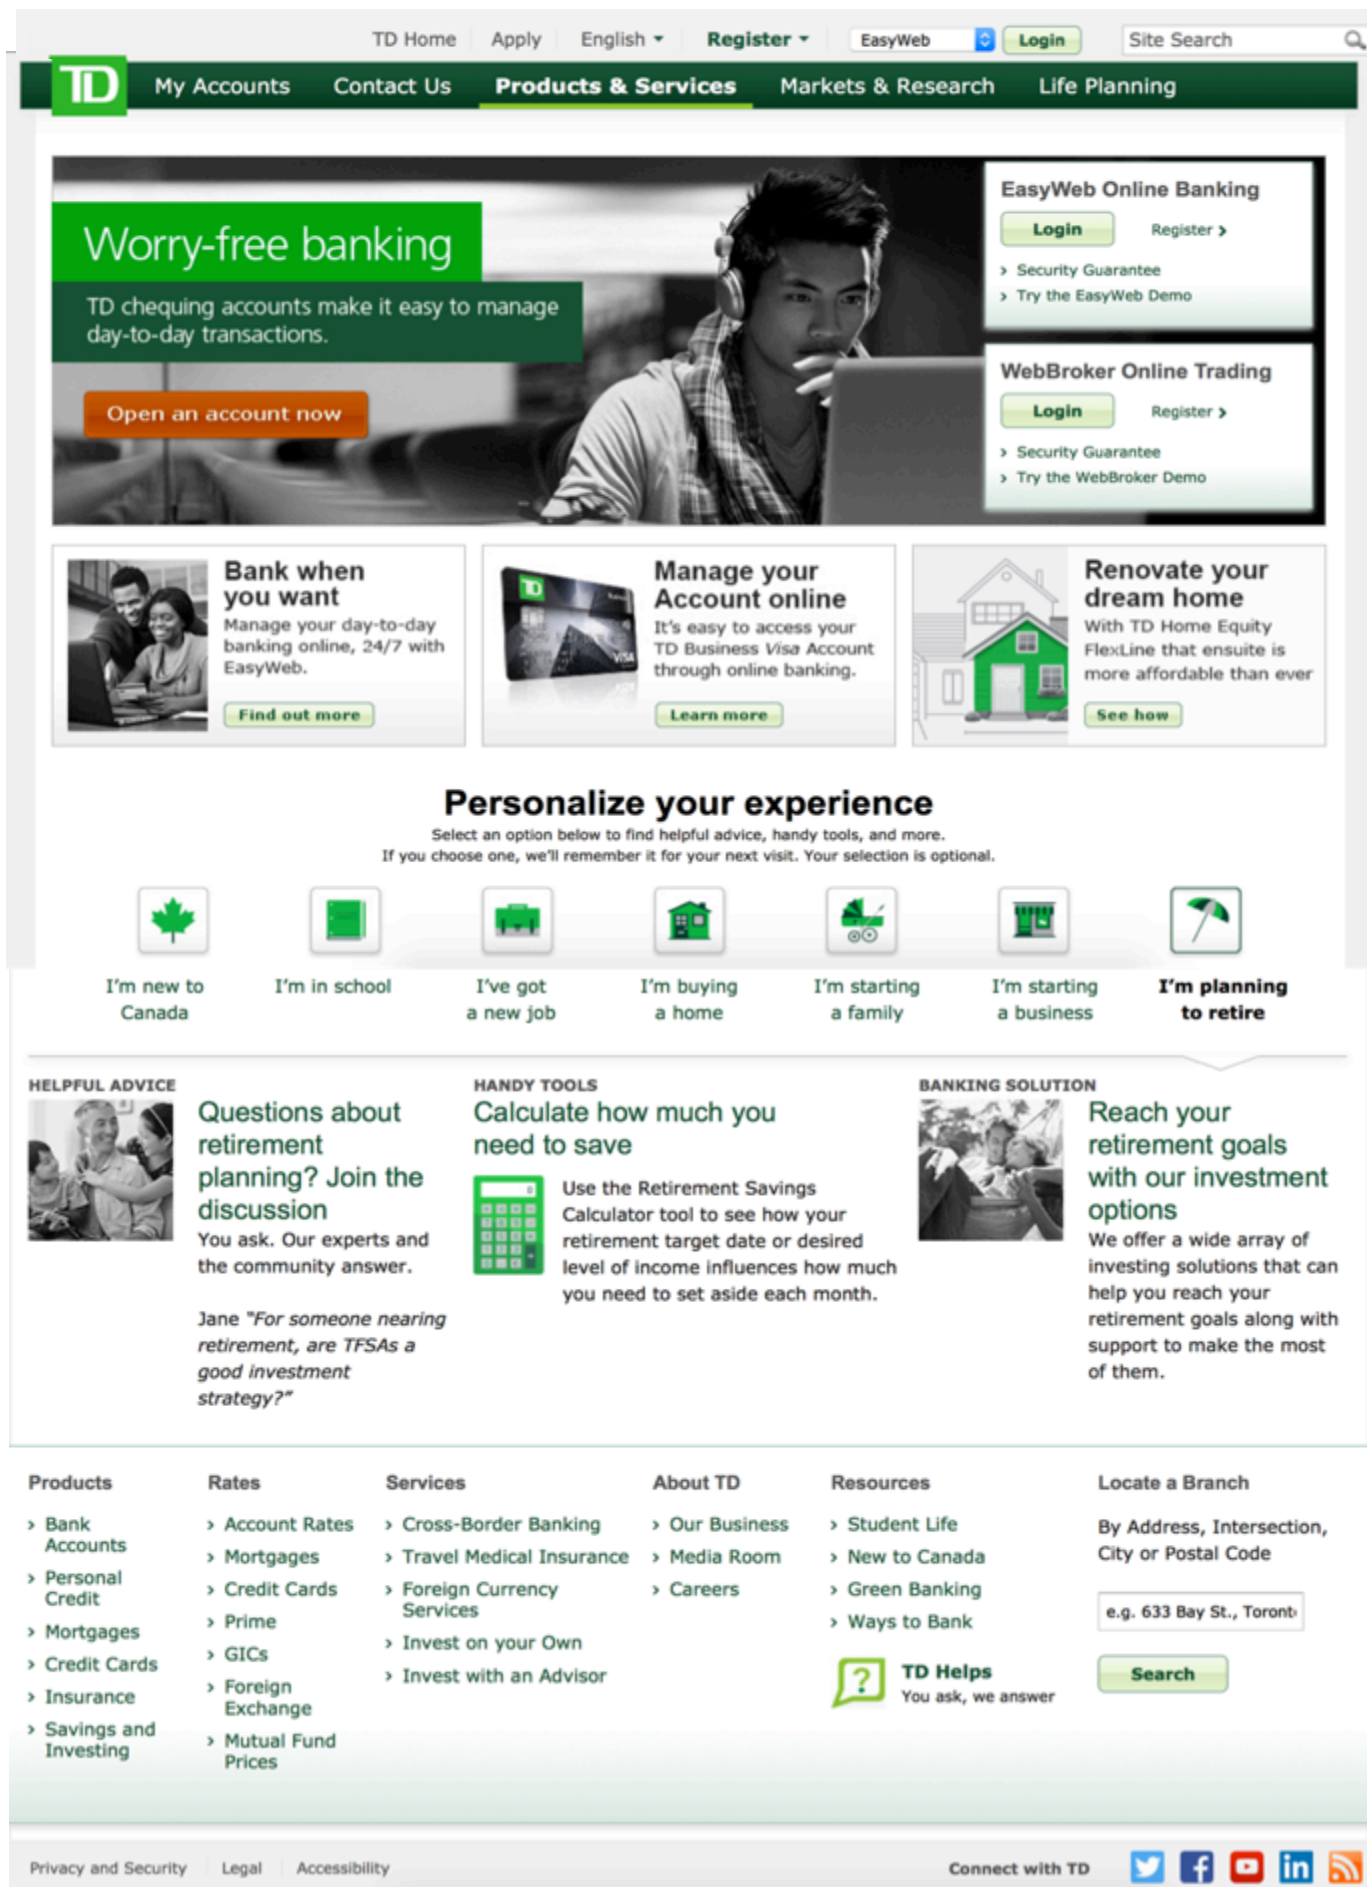 TD Home Apply English Register EasyWeb Login Site Search
TD My Accounts Contact Us Products & Services Markets & Research Life Planning
Worry-free banking
TD chequing accounts make it easy to manage
day-to-day transactions.
Open an account now
EasyWeb Online Banking
Login Register >
> Security Guarantee
> Try the EasyWeb Demo
WebBroker Online Trading
Login Register >
> Security Guarantee
> Try the WebBroker Demo
Bank when
you want
Manage your day-to-day
banking online, 24/7 with
EasyWeb.
Find out more
TD
VISA
Manage your
Account online
It's easy to access your
TD Business Visa Account
through online banking.
Learn more
Renovate your
dream home
With TD Home Equity
FlexLine that ensuite is
more affordable than ever
See how
Personalize your experience
Select an option below to find helpful advice, handy tools, and more.
If you choose one, we'll remember it for your next visit. Your selection is optional.
I'm new to
Canada
I'm in school
I've got
a new job
I'm buying
a home
I'm starting
a family
I'm starting
a business
I'm planning
to retire
HELPFUL ADVICE
Questions about
retirement
planning? Join the
discussion
You ask. Our experts and
the community answer.
Jane "For someone nearing
retirement, are TFSAs a
good investment
strategy?"
HANDY TOOLS
Calculate how much you
need to save
Use the Retirement Savings
Calculator tool to see how your
retirement target date or desired
level of income influences how much
you need to set aside each month.
BANKING SOLUTION
Reach your
retirement goals
with our investment
options
We offer a wide array of
investing solutions that can
help you reach your
retirement goals along with
support to make the most
of them.
Products
> Bank
Accounts
> Personal
Credit
> Mortgages
> Credit Cards
> Insurance
> Savings and
Investing
Rates
> Account Rates
> Mortgages
> Credit Cards
> Prime
> GICs
> Foreign
Exchange
> Mutual Fund
Prices
Services
> Cross-Border Banking
> Travel Medical Insurance
> Foreign Currency
Services
> Invest on your Own
> Invest with an Advisor
About TD
> Our Business
> Media Room
> Careers
Resources
> Student Life
> New to Canada
> Green Banking
> Ways to Bank
? TD Helps
You ask, we answer
Locate a Branch
By Address, Intersection,
City or Postal Code
e.g. 633 Bay St., Toront
Search
Privacy and Security Legal Accessibility Connect with TD